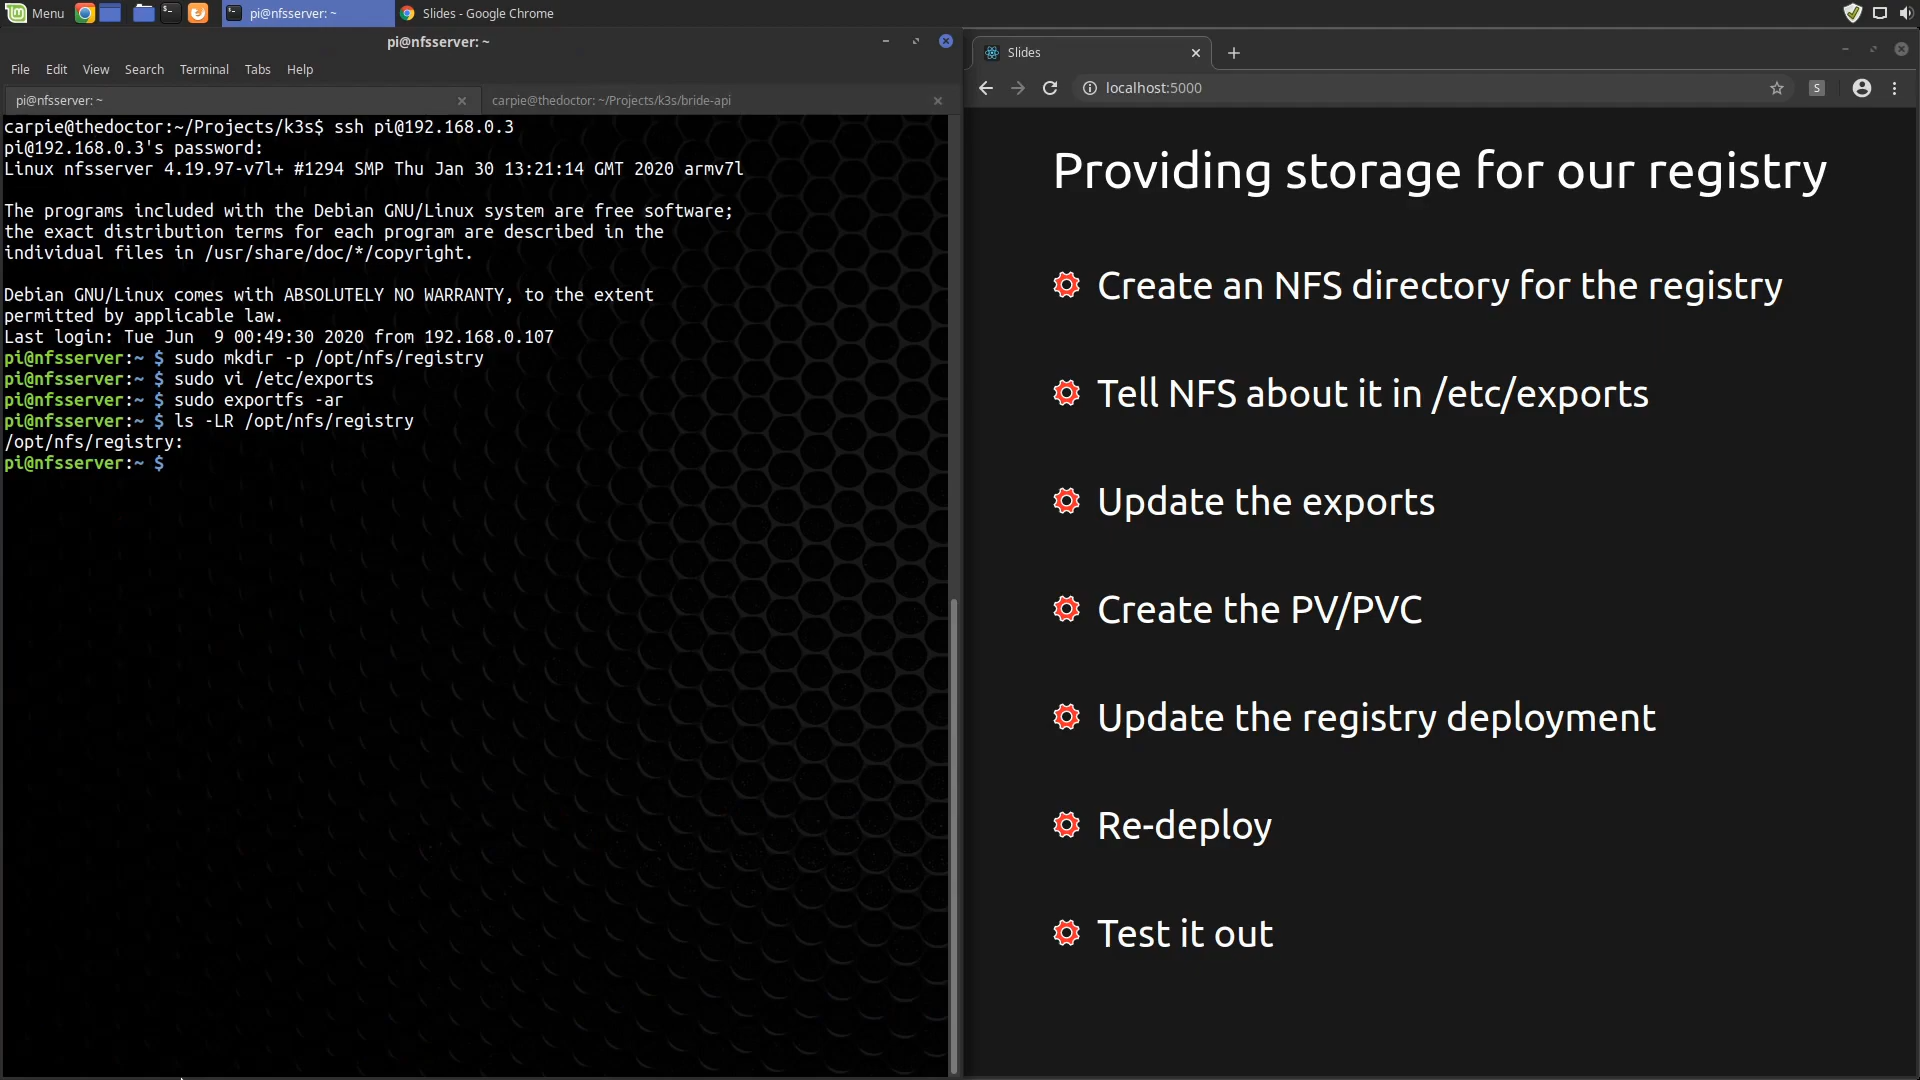 Menu
pi@nfsserver: ~
Slides - Google Chrome
pi@nfsserver: ~
File Edit View Search Terminal Tabs Help
pi@nfsserver: ~
carpie@thedoctor: ~/Projects/k3s/bride-api
carpie@thedoctor:~/Projects/k3s$ ssh pi@192.168.0.3
pi@192.168.0.3's password:
Linux nfsserver 4.19.97-v7l+ #1294 SMP Thu Jan 30 13:21:14 GMT 2020 armv7l
The programs included with the Debian GNU/Linux system are free software;
the exact distribution terms for each program are described in the
individual files in /usr/share/doc/*/copyright.
Debian GNU/Linux comes with ABSOLUTELY NO WARRANTY, to the extent
permitted by applicable law.
Last login: Tue Jun  9 00:49:30 2020 from 192.168.0.107
pi@nfsserver:~ $ sudo mkdir -p /opt/nfs/registry
pi@nfsserver:~ $ sudo vi /etc/exports
pi@nfsserver:~ $ sudo exportfs -ar
pi@nfsserver:~ $ ls -LR /opt/nfs/registry
/opt/nfs/registry:
pi@nfsserver:~ $
Slides
localhost:5000
S
Providing storage for our registry
Create an NFS directory for the registry
Tell NFS about it in /etc/exports
Update the exports
Create the PV/PVC
Update the registry deployment
Re-deploy
Test it out